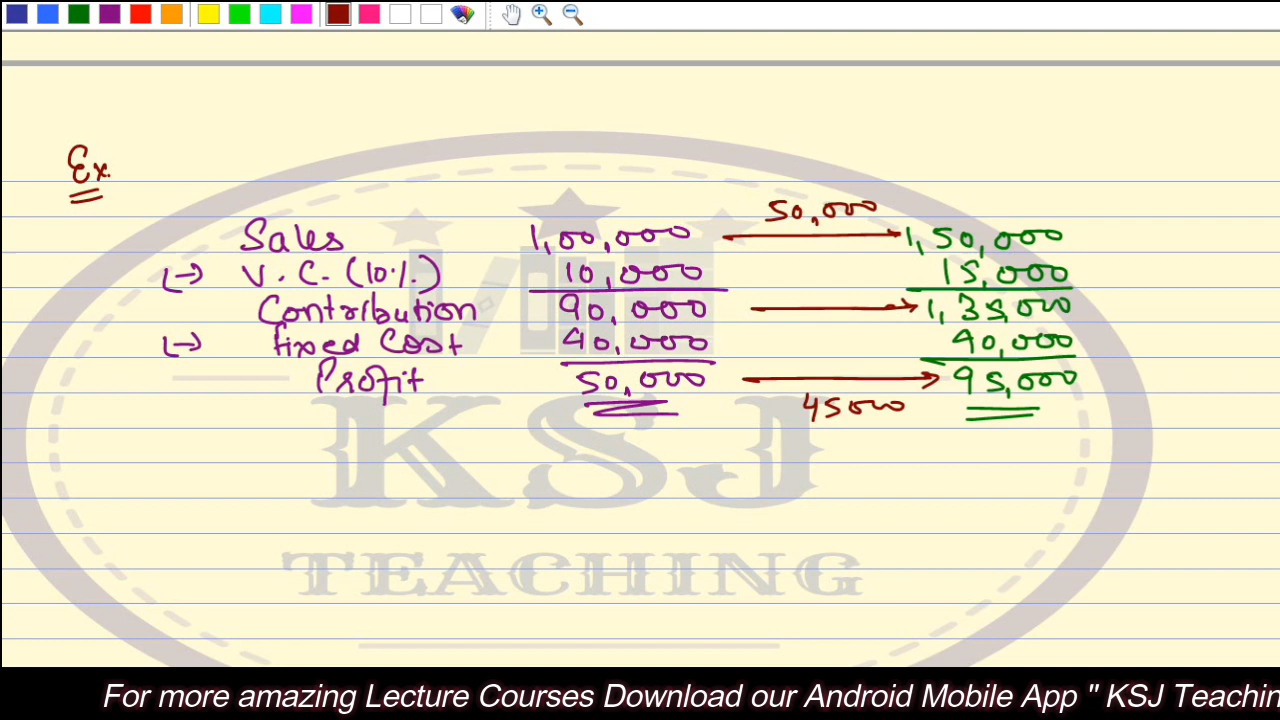 Ex.
50,000
Sales 1,00,000 1,50,000
(-) V.C. (10%) 10,000 15,000
Contribution 90,000 1,35,000
(-) Fixed Cost 40,000 40,000
Profit 50,000 95,000
45000
KSJ
TEACHING
For more amazing Lecture Courses Download our Android Mobile App " KSJ Teachin